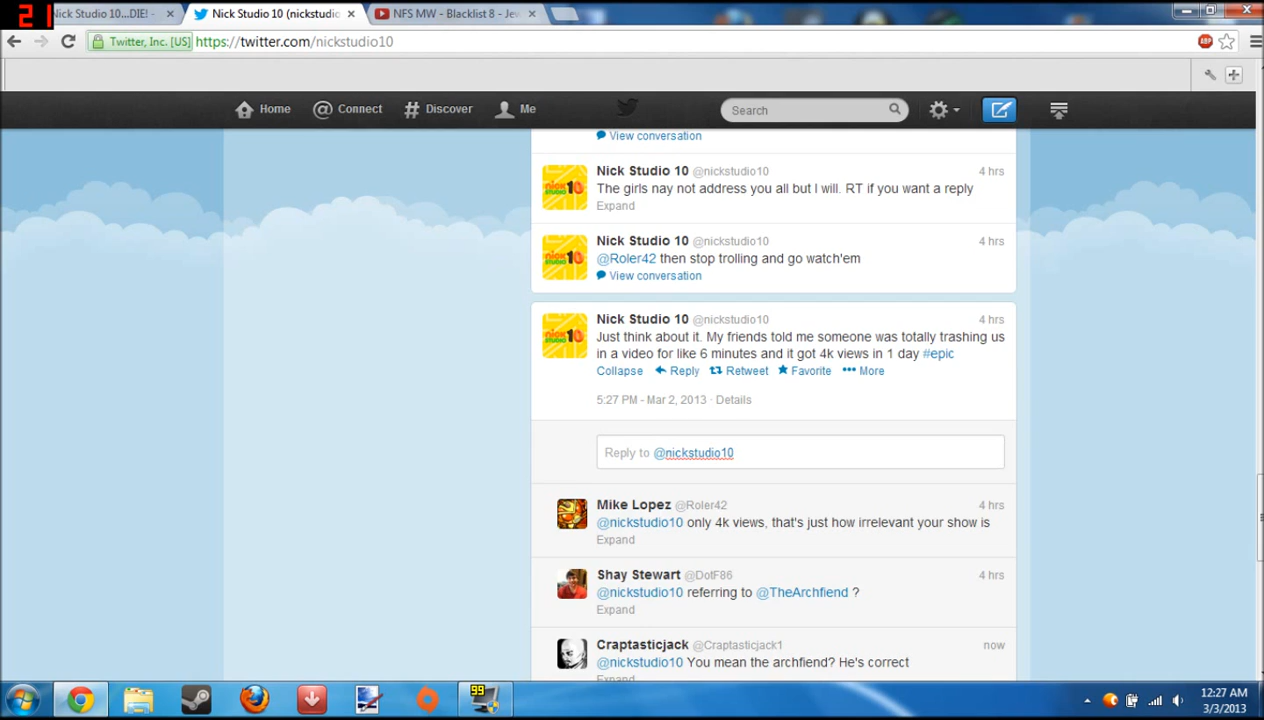 21
Nick Studio 10...DIE! -
Nick Studio 10 (nickstudio
NFS MW - Blacklist 8 - Jew
Twitter, Inc. [US]
https://twitter.com/nickstudio10
ABP
Home
@ Connect
# Discover
Me
Search
View conversation
Nick Studio 10 @nickstudio10 4 hrs
The girls nay not address you all but I will. RT if you want a reply
Expand
Nick Studio 10 @nickstudio10 4 hrs
@Roler42 then stop trolling and go watch'em
View conversation
Nick Studio 10 @nickstudio10 4 hrs
Just think about it. My friends told me someone was totally trashing us
in a video for like 6 minutes and it got 4k views in 1 day #epic
Collapse Reply Retweet Favorite ••• More
5:27 PM - Mar 2, 2013 · Details
Reply to @nickstudio10
Mike Lopez @Roler42 4 hrs
@nickstudio10 only 4k views, that's just how irrelevant your show is
Expand
Shay Stewart @DotF86 4 hrs
@nickstudio10 referring to @TheArchfiend ?
Expand
Craptasticjack @Craptasticjack1 now
@nickstudio10 You mean the archfiend? He's correct
Expand
99
12:27 AM
3/3/2013